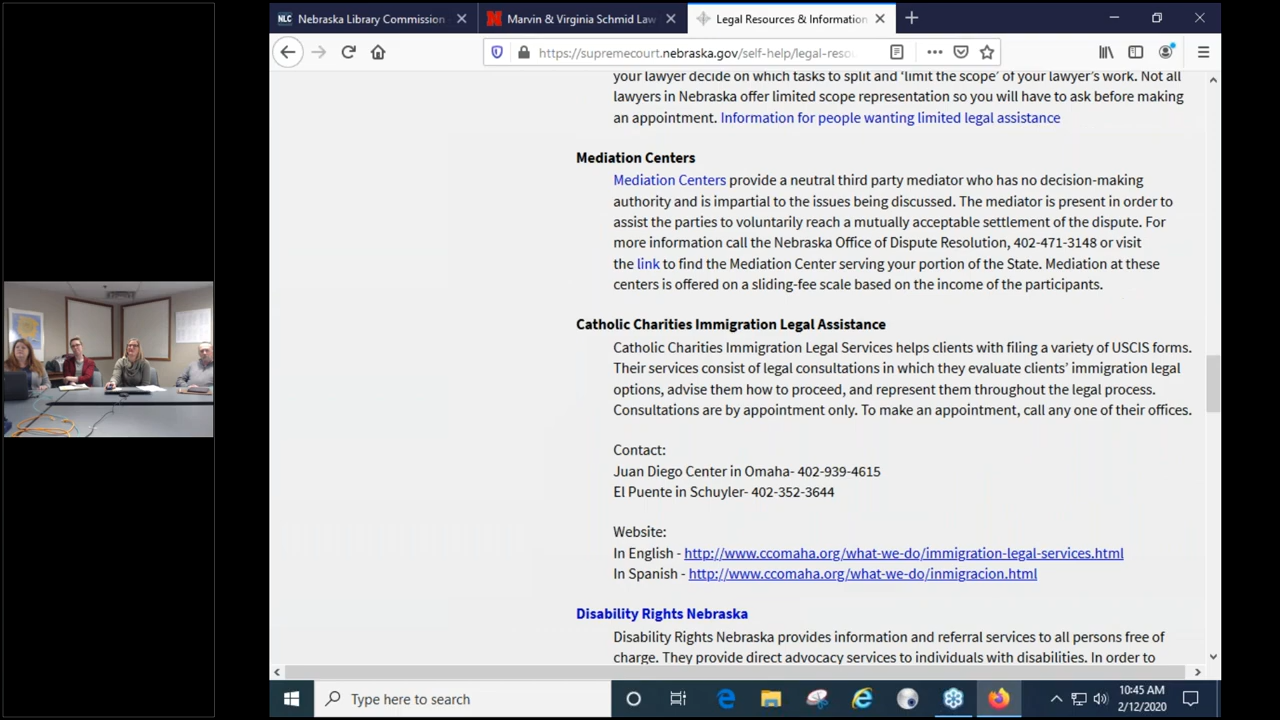 Nebraska Library Commission
Marvin & Virginia Schmid Law
Legal Resources & Information
https://supremecourt.nebraska.gov/self-help/legal-reso
your lawyer decide on which tasks to split and ‘limit the scope’ of your lawyer’s work. Not all
lawyers in Nebraska offer limited scope representation so you will have to ask before making
an appointment. Information for people wanting limited legal assistance
Mediation Centers
Mediation Centers provide a neutral third party mediator who has no decision-making
authority and is impartial to the issues being discussed. The mediator is present in order to
assist the parties to voluntarily reach a mutually acceptable settlement of the dispute. For
more information call the Nebraska Office of Dispute Resolution, 402-471-3148 or visit
the link to find the Mediation Center serving your portion of the State. Mediation at these
centers is offered on a sliding-fee scale based on the income of the participants.
Catholic Charities Immigration Legal Assistance
Catholic Charities Immigration Legal Services helps clients with filing a variety of USCIS forms.
Their services consist of legal consultations in which they evaluate clients’ immigration legal
options, advise them how to proceed, and represent them throughout the legal process.
Consultations are by appointment only. To make an appointment, call any one of their offices.
Contact:
Juan Diego Center in Omaha- 402-939-4615
El Puente in Schuyler- 402-352-3644
Website:
In English - http://www.ccomaha.org/what-we-do/immigration-legal-services.html
In Spanish - http://www.ccomaha.org/what-we-do/inmigracion.html
Disability Rights Nebraska
Disability Rights Nebraska provides information and referral services to all persons free of
charge. They provide direct advocacy services to individuals with disabilities. In order to
Type here to search
10:45 AM
2/12/2020